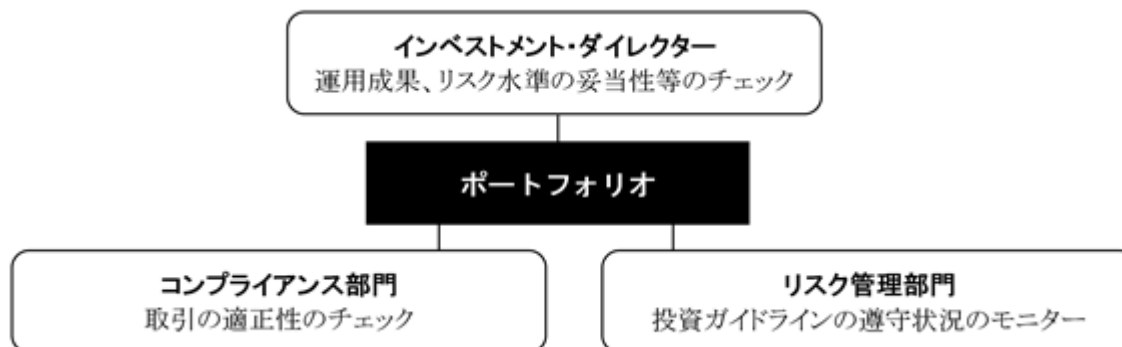 インベストメント・ダイレクター
運用成果、リスク水準の妥当性等のチェック
ポートフォリオ
コンプライアンス部門
取引の適正性のチェック
リスク管理部門
投資ガイドラインの遵守状況のモニター